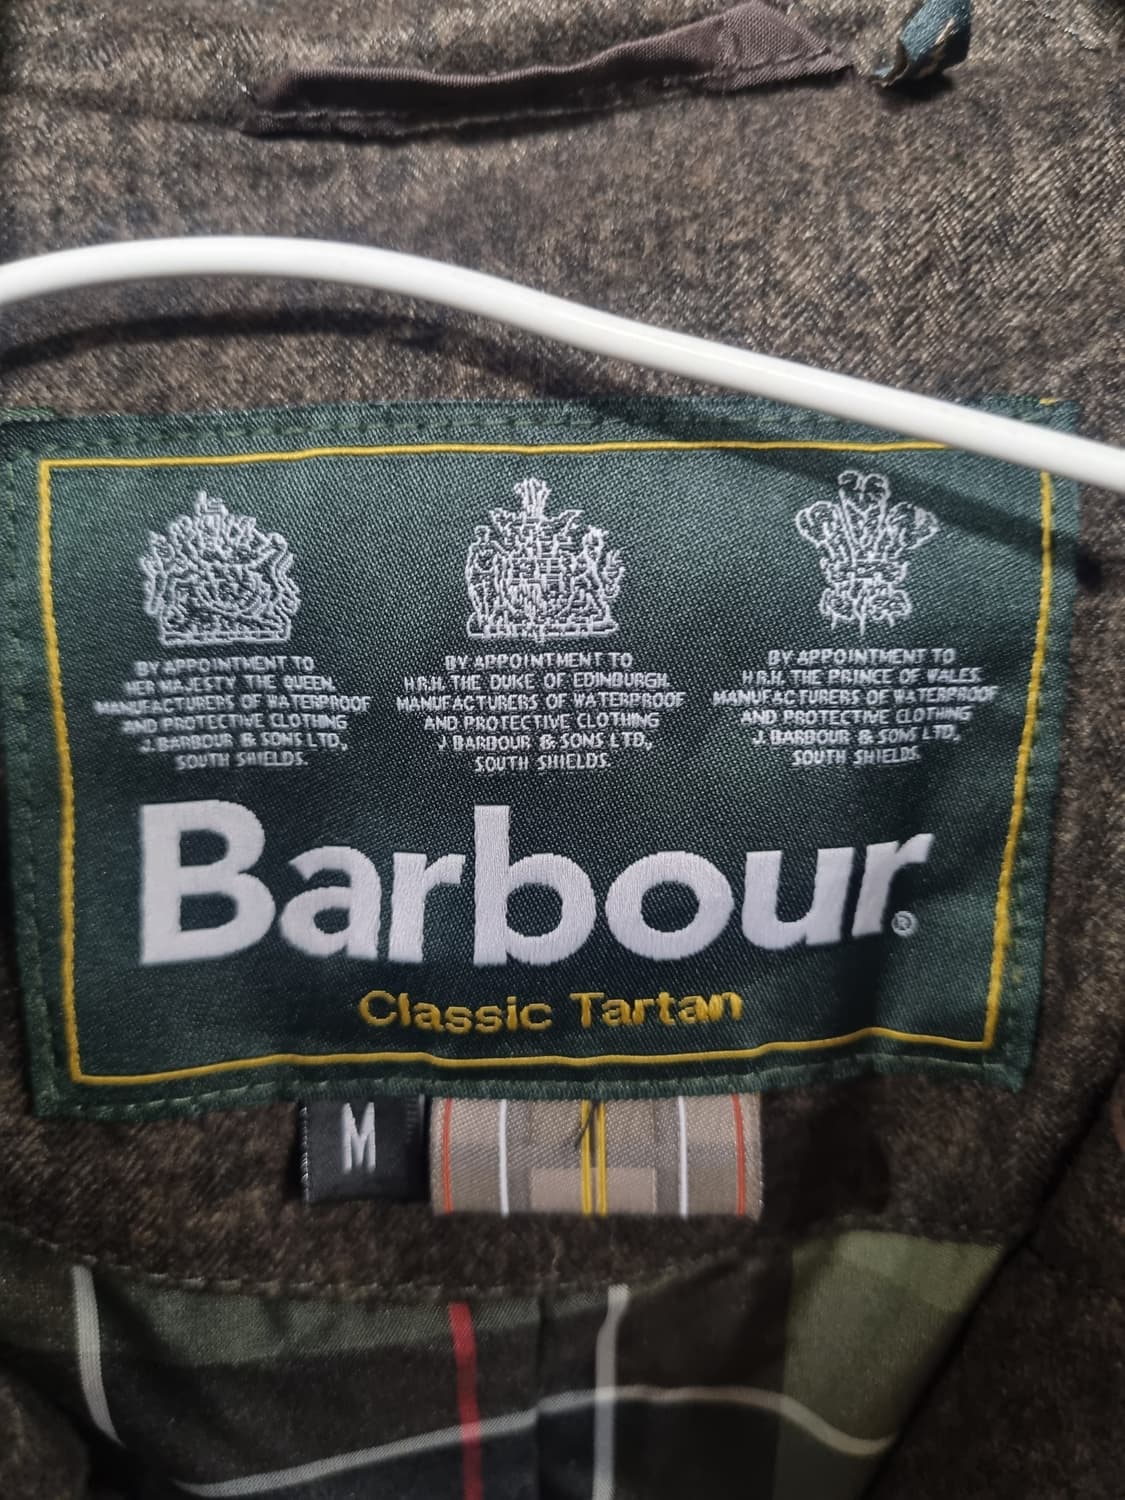 BY APPOINTMENT TO
HER MAJESTY THE QUEEN.
MANUFACTURERS OF WATERPROOF
AND PROTECTIVE CLOTHING
J. BARBOUR & SONS LTD,
SOUTH SHIELDS.
BY APPOINTMENT TO
H.R.H. THE DUKE OF EDINBURGH.
MANUFACTURERS OF WATERPROOF
AND PROTECTIVE CLOTHING
J. BARBOUR & SONS LTD,
SOUTH SHIELDS.
BY APPOINTMENT TO
H.R.H. THE PRINCE OF WALES.
MANUFACTURERS OF WATERPROOF
AND PROTECTIVE CLOTHING
J. BARBOUR & SONS LTD,
SOUTH SHIELDS.
Barbour®
Classic Tartan
M